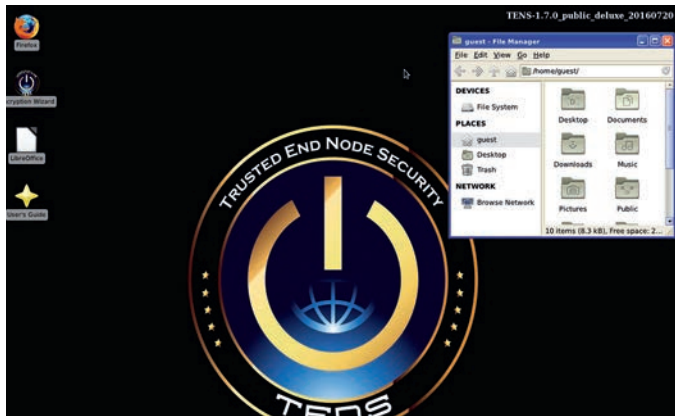 TENS-1.7.0_public_deluxe_20160720
Firefox
cryption Wizard
LibreOffice
User's Guide
guest - File Manager
File Edit View Go Help
/home/guest/
DEVICES
File System
PLACES
guest
Desktop
Trash
NETWORK
Browse Network
Desktop Documents
Downloads Music
Pictures Public
10 items (8.3 kB), Free space: 2...
TRUSTED END NODE SECURITY